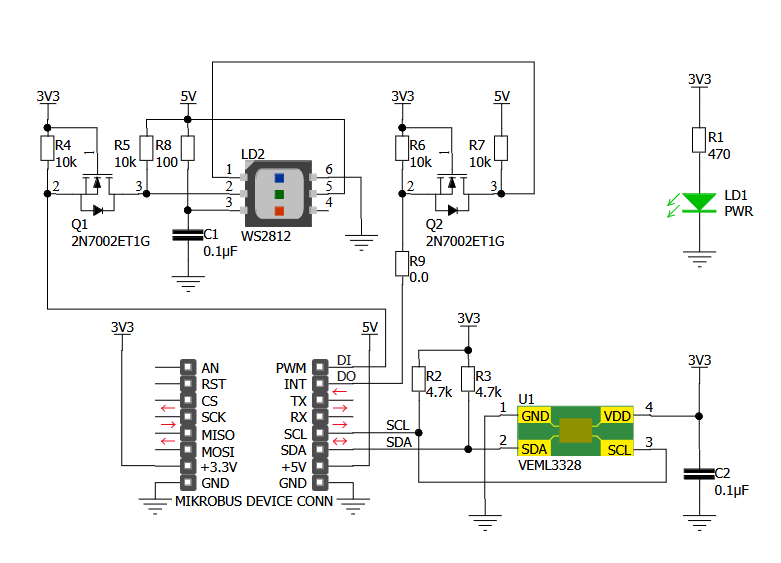 3V3
5V
3V3
5V
3V3
R4
10k
1
R5
10k
R8
100
LD2
R6
10k
1
R7
10k
R1
470
1
6
2
3
2
5
3
4
2
3
LD1
PWR
Q1
2N7002ET1G
C1
0.1µF
WS2812
Q2
2N7002ET1G
R9
0.0
3V3
5V
3V3
3V3
AN
PWM
DI
RST
INT
DO
CS
TX
SCK
RX
MISO
SCL
SCL
MOSI
SDA
SDA
+3.3V
+5V
GND
GND
MIKROBUS DEVICE CONN
R2
4.7k
R3
4.7k
U1
1
GND
VDD
4
2
SDA
SCL
3
VEML3328
C2
0.1µF